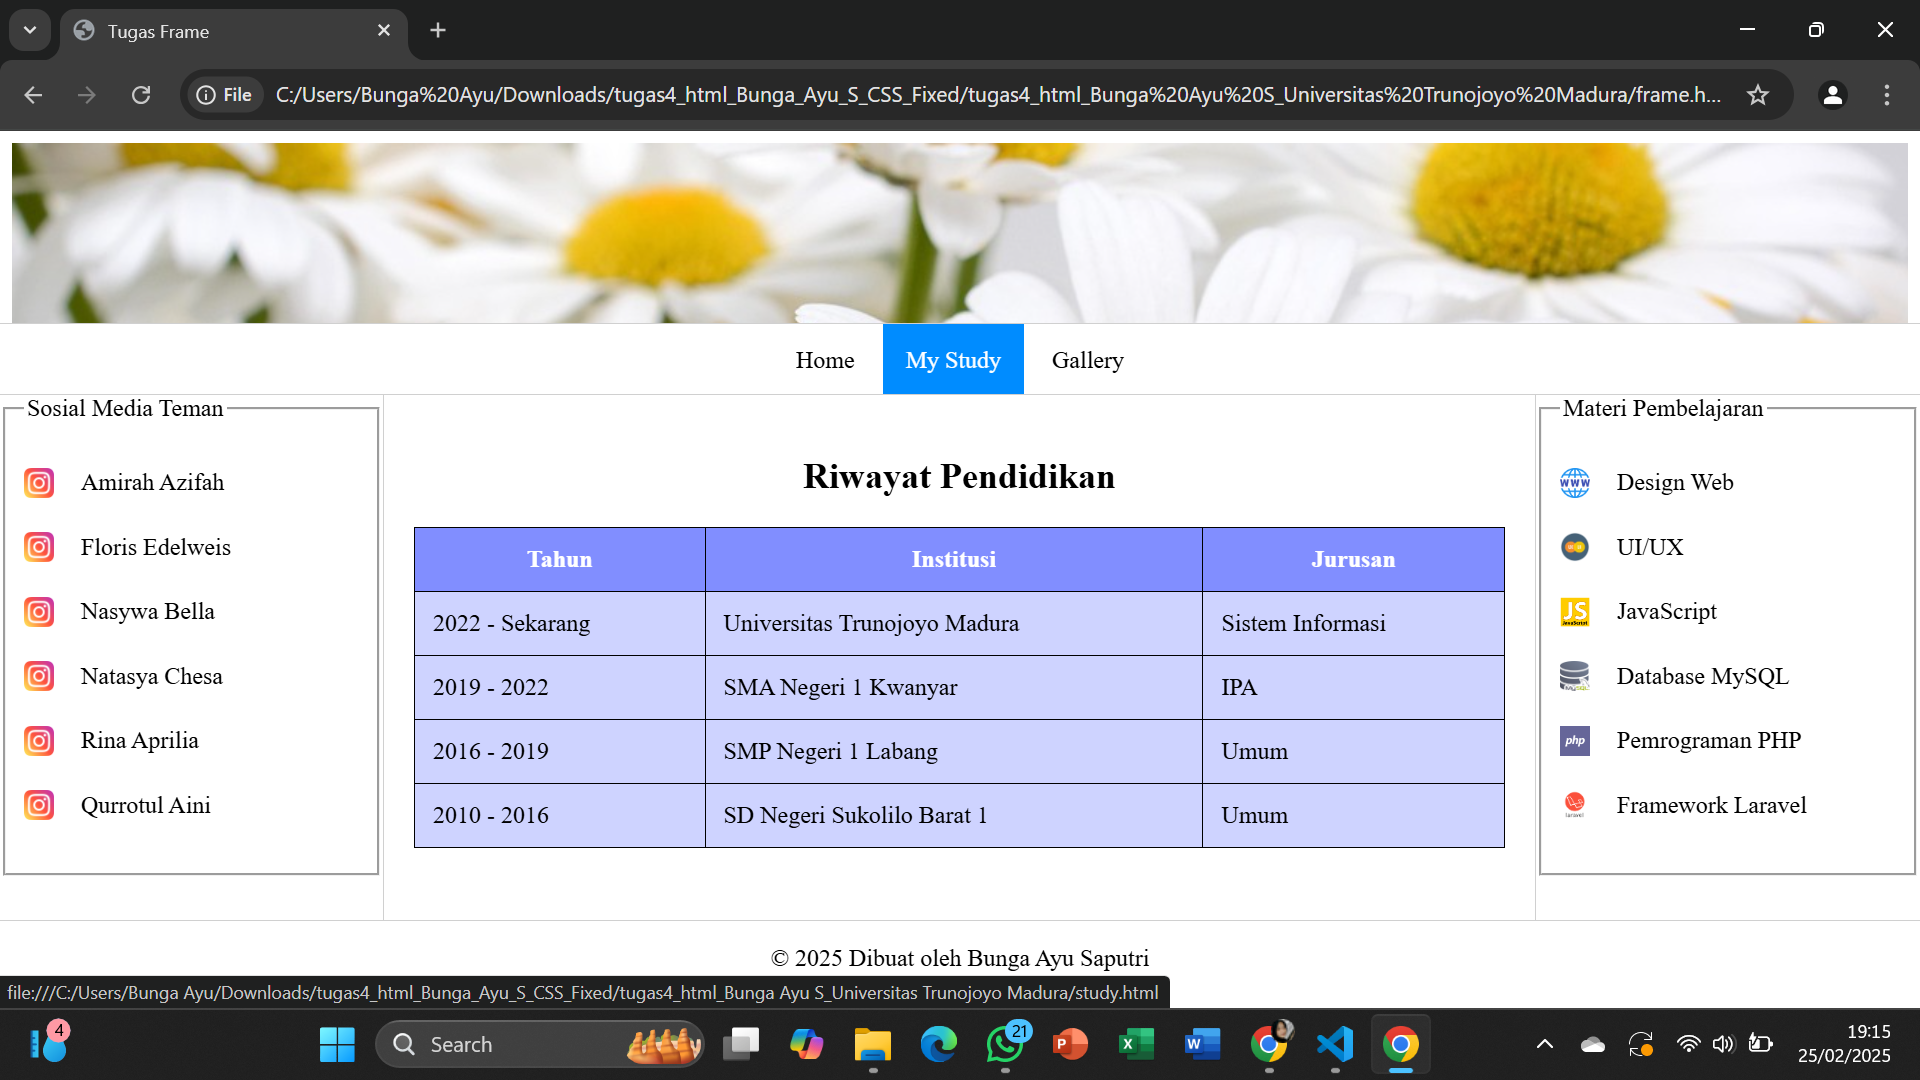 Tugas Frame
File
C:/Users/Bunga%20Ayu/Downloads/tugas4_html_Bunga_Ayu_S_CSS_Fixed/tugas4_html_Bunga%20Ayu%20S_Universitas%20Trunojoyo%20Madura/frame.h...
Home My Study Gallery
Sosial Media Teman
Amirah Azifah
Floris Edelweis
Nasywa Bella
Natasya Chesa
Rina Aprilia
Qurrotul Aini
Riwayat Pendidikan
Tahun Institusi Jurusan
2022 - Sekarang Universitas Trunojoyo Madura Sistem Informasi
2019 - 2022 SMA Negeri 1 Kwanyar IPA
2016 - 2019 SMP Negeri 1 Labang Umum
2010 - 2016 SD Negeri Sukolilo Barat 1 Umum
Materi Pembelajaran
WWW Design Web
UI/UX
JS JavaScript JavaScript
Database MySQL
php Pemrograman PHP
laravel Framework Laravel
© 2025 Dibuat oleh Bunga Ayu Saputri
file:///C:/Users/Bunga Ayu/Downloads/tugas4_html_Bunga_Ayu_S_CSS_Fixed/tugas4_html_Bunga Ayu S_Universitas Trunojoyo Madura/study.html
4
Search
21
P
X
W
19:15
25/02/2025